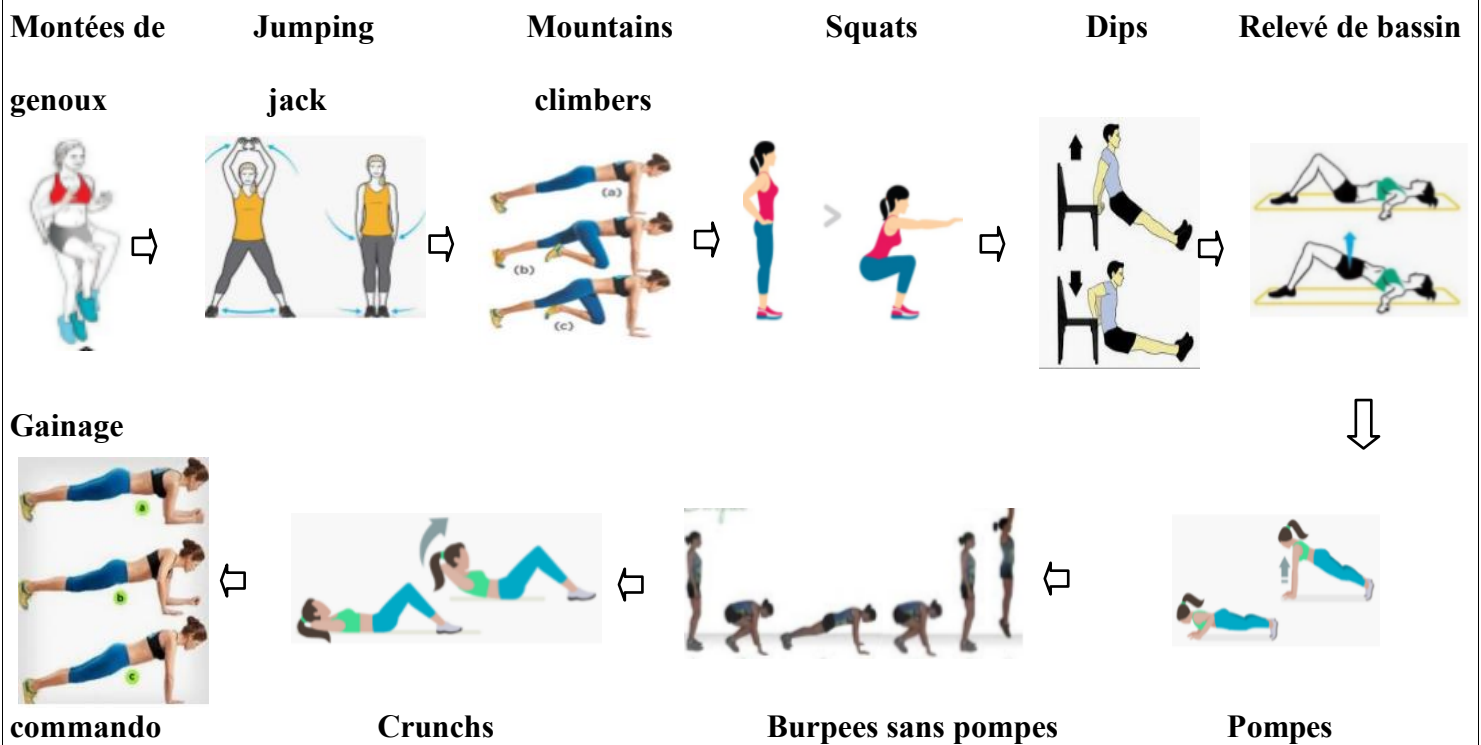 Montées de Jumping Mountains Squats Dips Relevé de bassin
genoux jack climbers
(a)
(b)
(c)
Gainage
a
b
c
commando Crunchs Burpees sans pompes Pompes